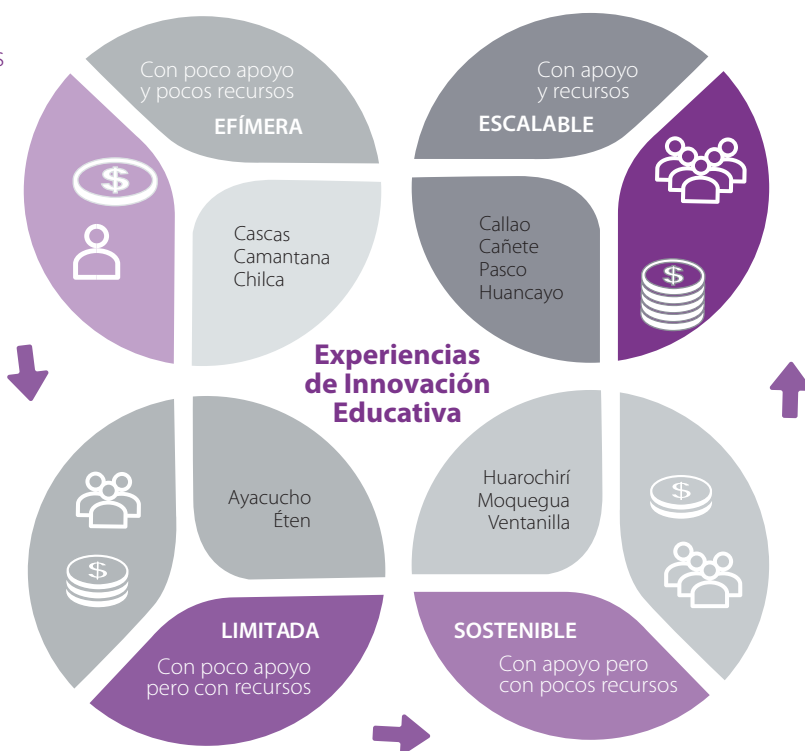 s
Con poco apoyo
y pocos recursos
EFÍMERA
Con apoyo
y recursos
ESCALABLE
$
Cascas
Camantana
Chilca
Callao
Cañete
Pasco
Huancayo
$
Experiencias
de Innovación
Educativa
Ayacucho
Éten
$
Huarochirí
Moquegua
Ventanilla
$
LIMITADA
Con poco apoyo
pero con recursos
SOSTENIBLE
Con apoyo pero
con pocos recursos